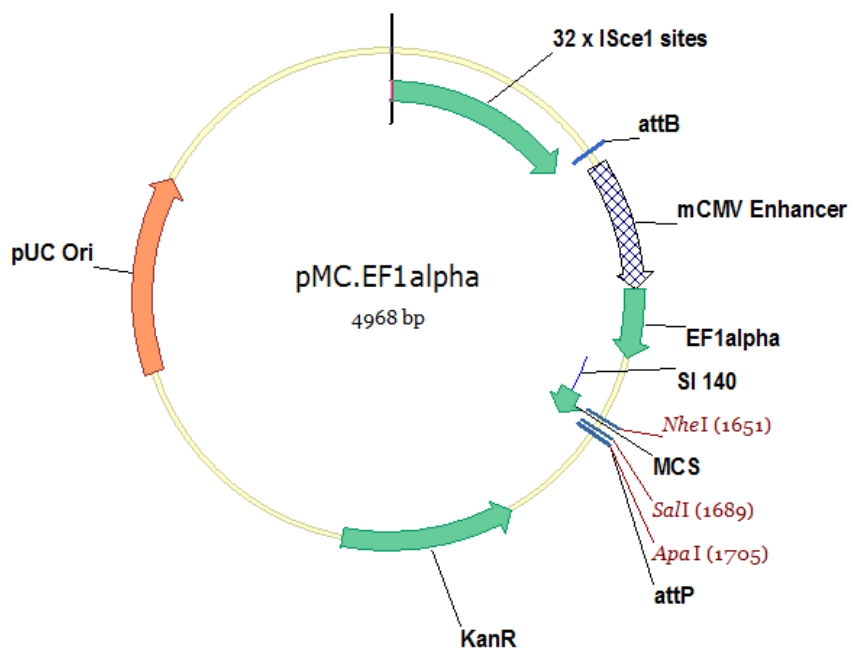 32 x ISce1 sites
attB
mCMV Enhancer
pUC Ori
pMC.EF1alpha
4968 bp
EF1alpha
SI 140
NheI (1651)
MCS
SalI (1689)
ApaI (1705)
attP
KanR